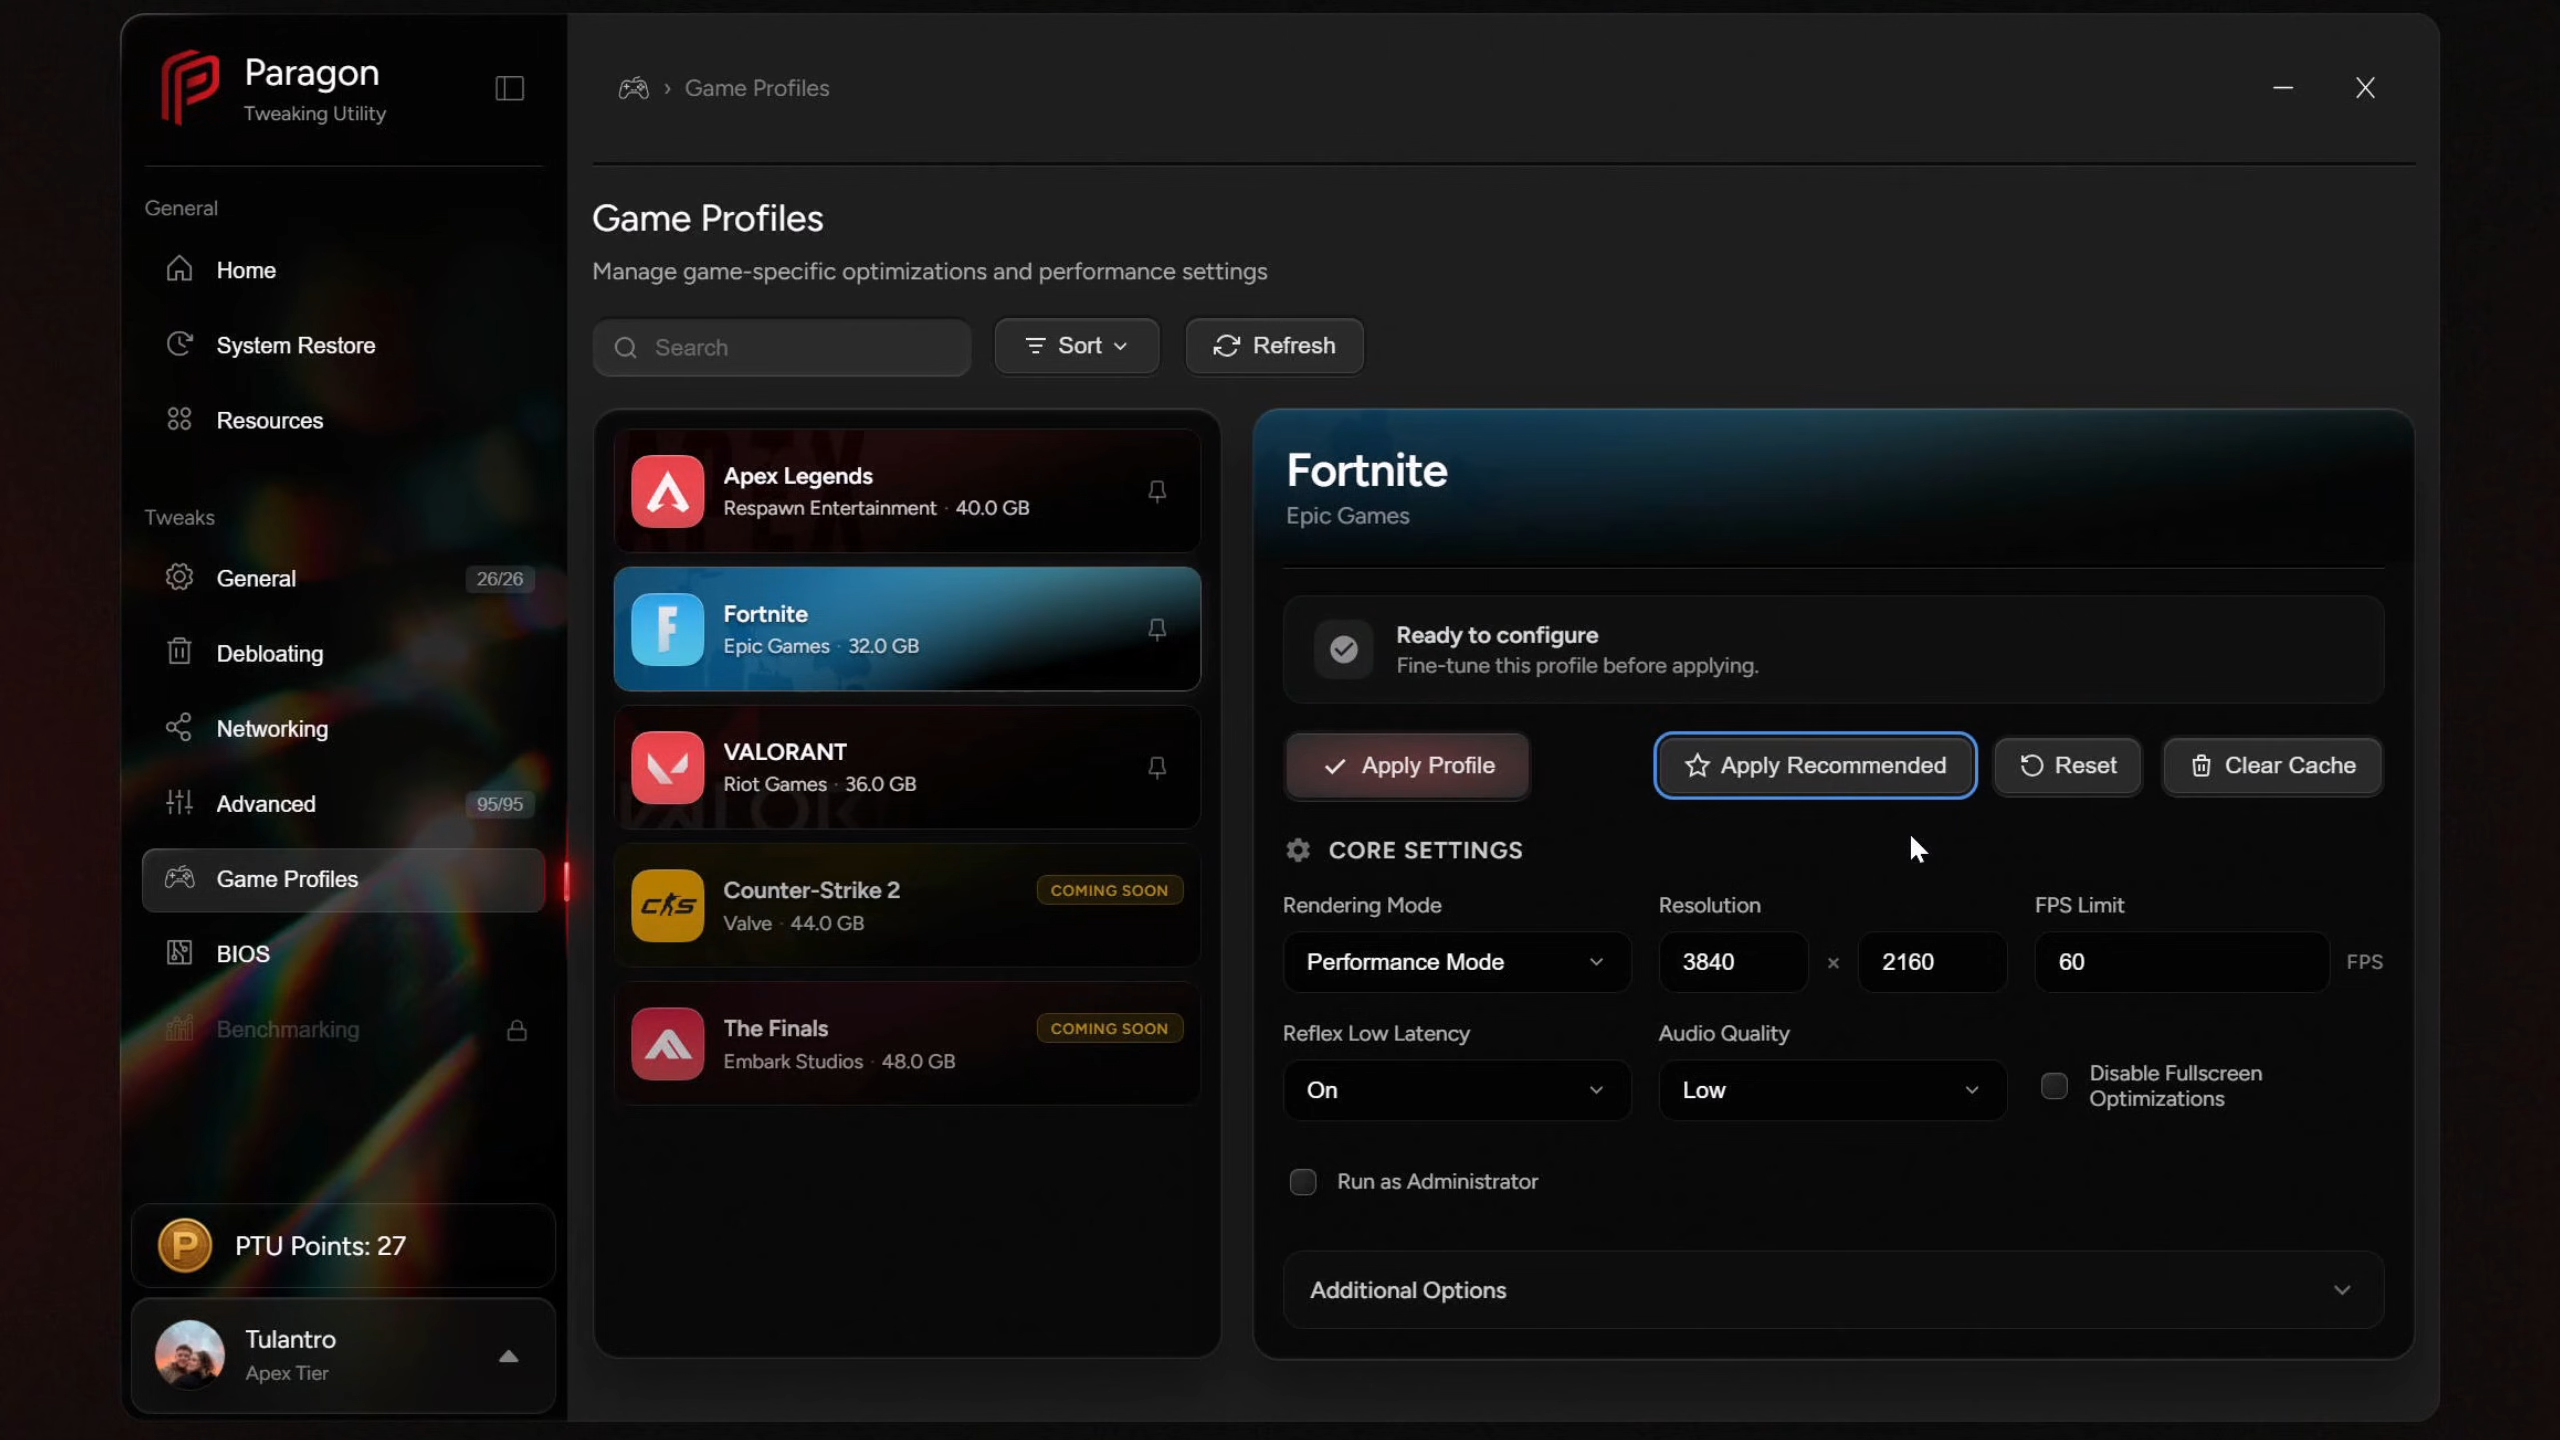 Paragon
Tweaking Utility
General
Home
System Restore
Resources
Tweaks
General
26/26
Debloating
Networking
Advanced
95/95
Game Profiles
BIOS
Benchmarking
PTU Points: 27
Tulantro
Apex Tier
Game Profiles
Game Profiles
Manage game-specific optimizations and performance settings
Search
Sort
Refresh
Apex Legends
Respawn Entertainment · 40.0 GB
Fortnite
Epic Games · 32.0 GB
VALORANT
Riot Games · 36.0 GB
Counter-Strike 2
COMING SOON
Valve · 44.0 GB
The Finals
COMING SOON
Embark Studios · 48.0 GB
Fortnite
Epic Games
Ready to configure
Fine-tune this profile before applying.
Apply Profile
Apply Recommended
Reset
Clear Cache
CORE SETTINGS
Rendering Mode
Resolution
FPS Limit
Performance Mode
3840 × 2160
60
FPS
Reflex Low Latency
Audio Quality
On
Low
Disable Fullscreen
Optimizations
Run as Administrator
Additional Options